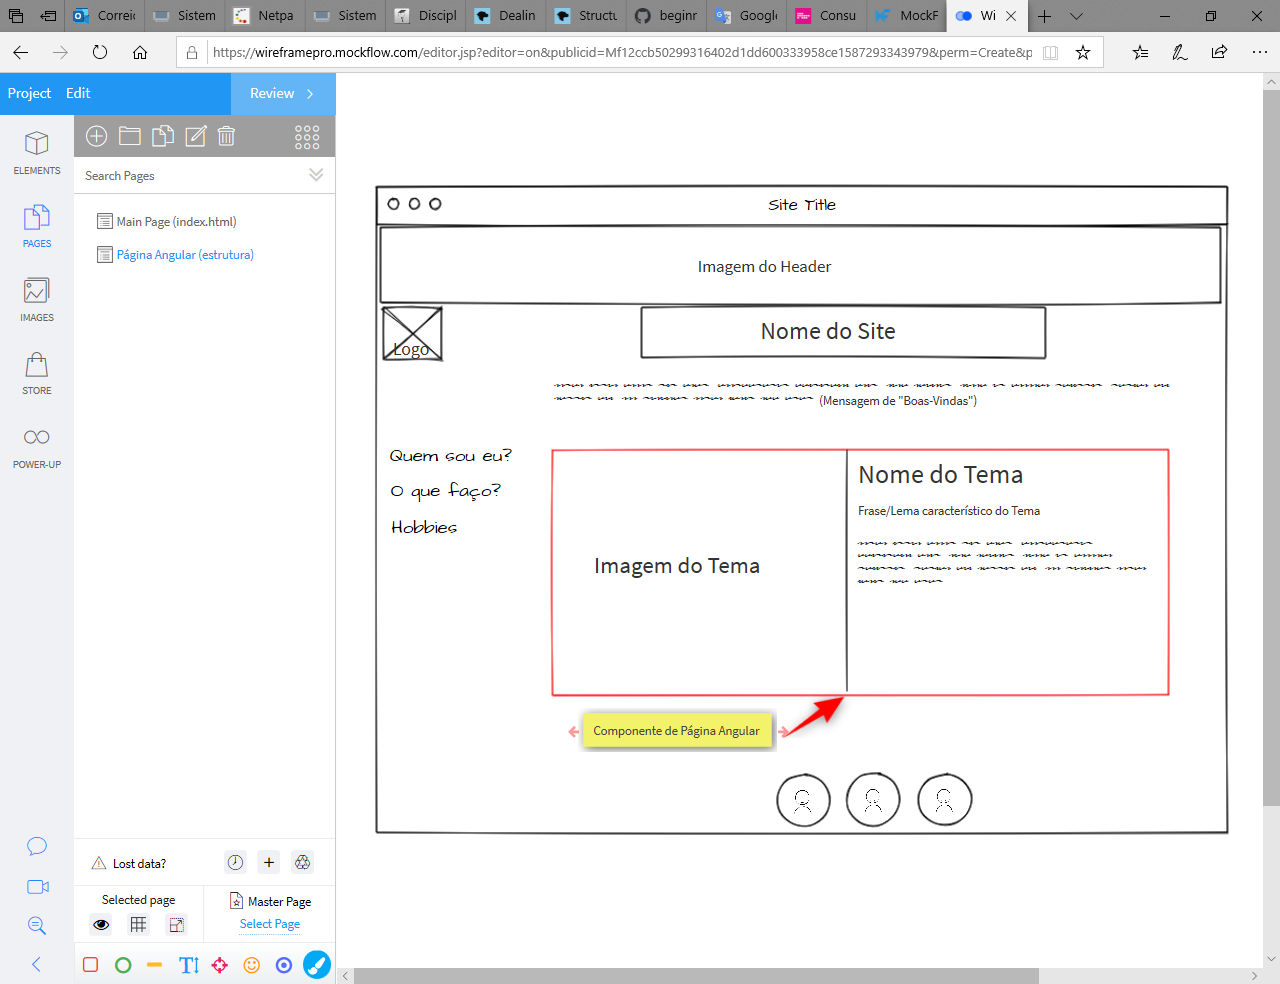 Correic
Sistem
Netpa
Sistem
Discipl
Dealin
Structu
beginr
Google
Consu
MockF
Wi
https://wireframepro.mockflow.com/editor.jsp?editor=on&publicid=Mf12ccb50299316402d1dd600333958ce1587293343979&perm=Create&p
Project Edit Review
ELEMENTS
PAGES
IMAGES
STORE
POWER-UP
Search Pages
Main Page (index.html)
Página Angular (estrutura)
Site Title
Imagem do Header
Logo
Nome do Site
(Mensagem de "Boas-Vindas")
Quem sou eu?
O que faço?
Hobbies
Imagem do Tema
Nome do Tema
Frase/Lema característico do Tema
Componente de Página Angular
Lost data?
Selected page
Master Page
Select Page